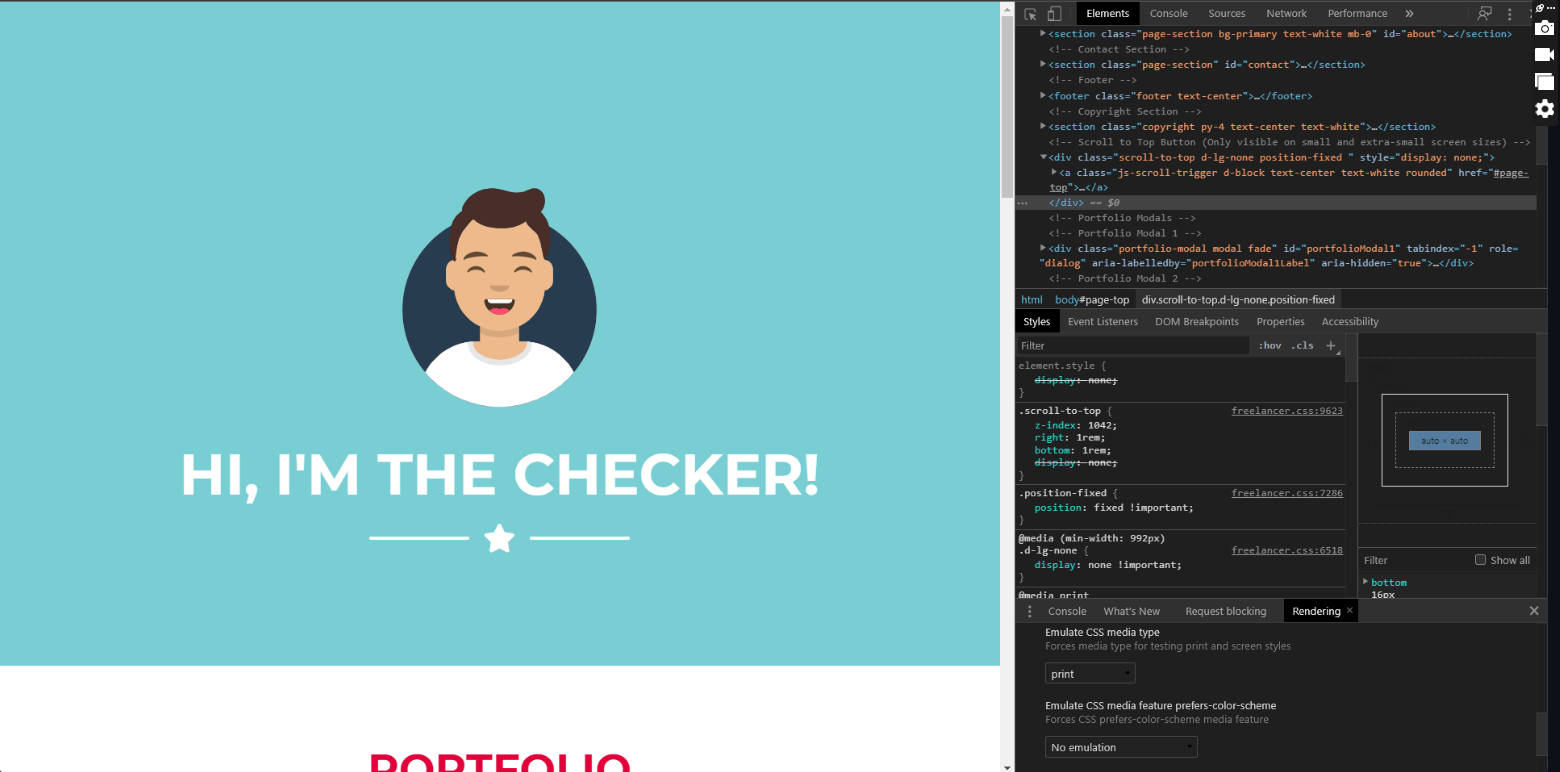 HI, I'M THE CHECKER!
PORTFOLIO
Elements Console Sources Network Performance »
<section class="page-section bg-primary text-white mb-0" id="about">…</section>
<!-- Contact Section -->
<section class="page-section" id="contact">…</section>
<!-- Footer -->
<footer class="footer text-center">…</footer>
<!-- Copyright Section -->
<section class="copyright py-4 text-center text-white">…</section>
<!-- Scroll to Top Button (Only visible on small and extra-small screen sizes) -->
<div class="scroll-to-top d-lg-none position-fixed " style="display: none;">
<a class="js-scroll-trigger d-block text-center text-white rounded" href="#page-
top">…</a>
</div> == $0
<!-- Portfolio Modals -->
<!-- Portfolio Modal 1 -->
<div class="portfolio-modal modal fade" id="portfolioModal1" tabindex="-1" role=
"dialog" aria-labelledby="portfolioModal1Label" aria-hidden="true">…</div>
<!-- Portfolio Modal 2 -->
html body#page-top div.scroll-to-top.d-lg-none.position-fixed
Styles Event Listeners DOM Breakpoints Properties Accessibility
Filter :hov .cls +
element.style {
display: none;
}
.scroll-to-top { freelancer.css:9623
z-index: 1042;
right: 1rem;
bottom: 1rem;
display: none;
}
.position-fixed { freelancer.css:7286
position: fixed !important;
}
@media (min-width: 992px)
.d-lg-none { freelancer.css:6518
display: none !important;
}
@media print
auto × auto
Filter Show all
bottom
16px
Console What's New Request blocking Rendering ×
Emulate CSS media type
Forces media type for testing print and screen styles
print
Emulate CSS media feature prefers-color-scheme
Forces CSS prefers-color-scheme media feature
No emulation